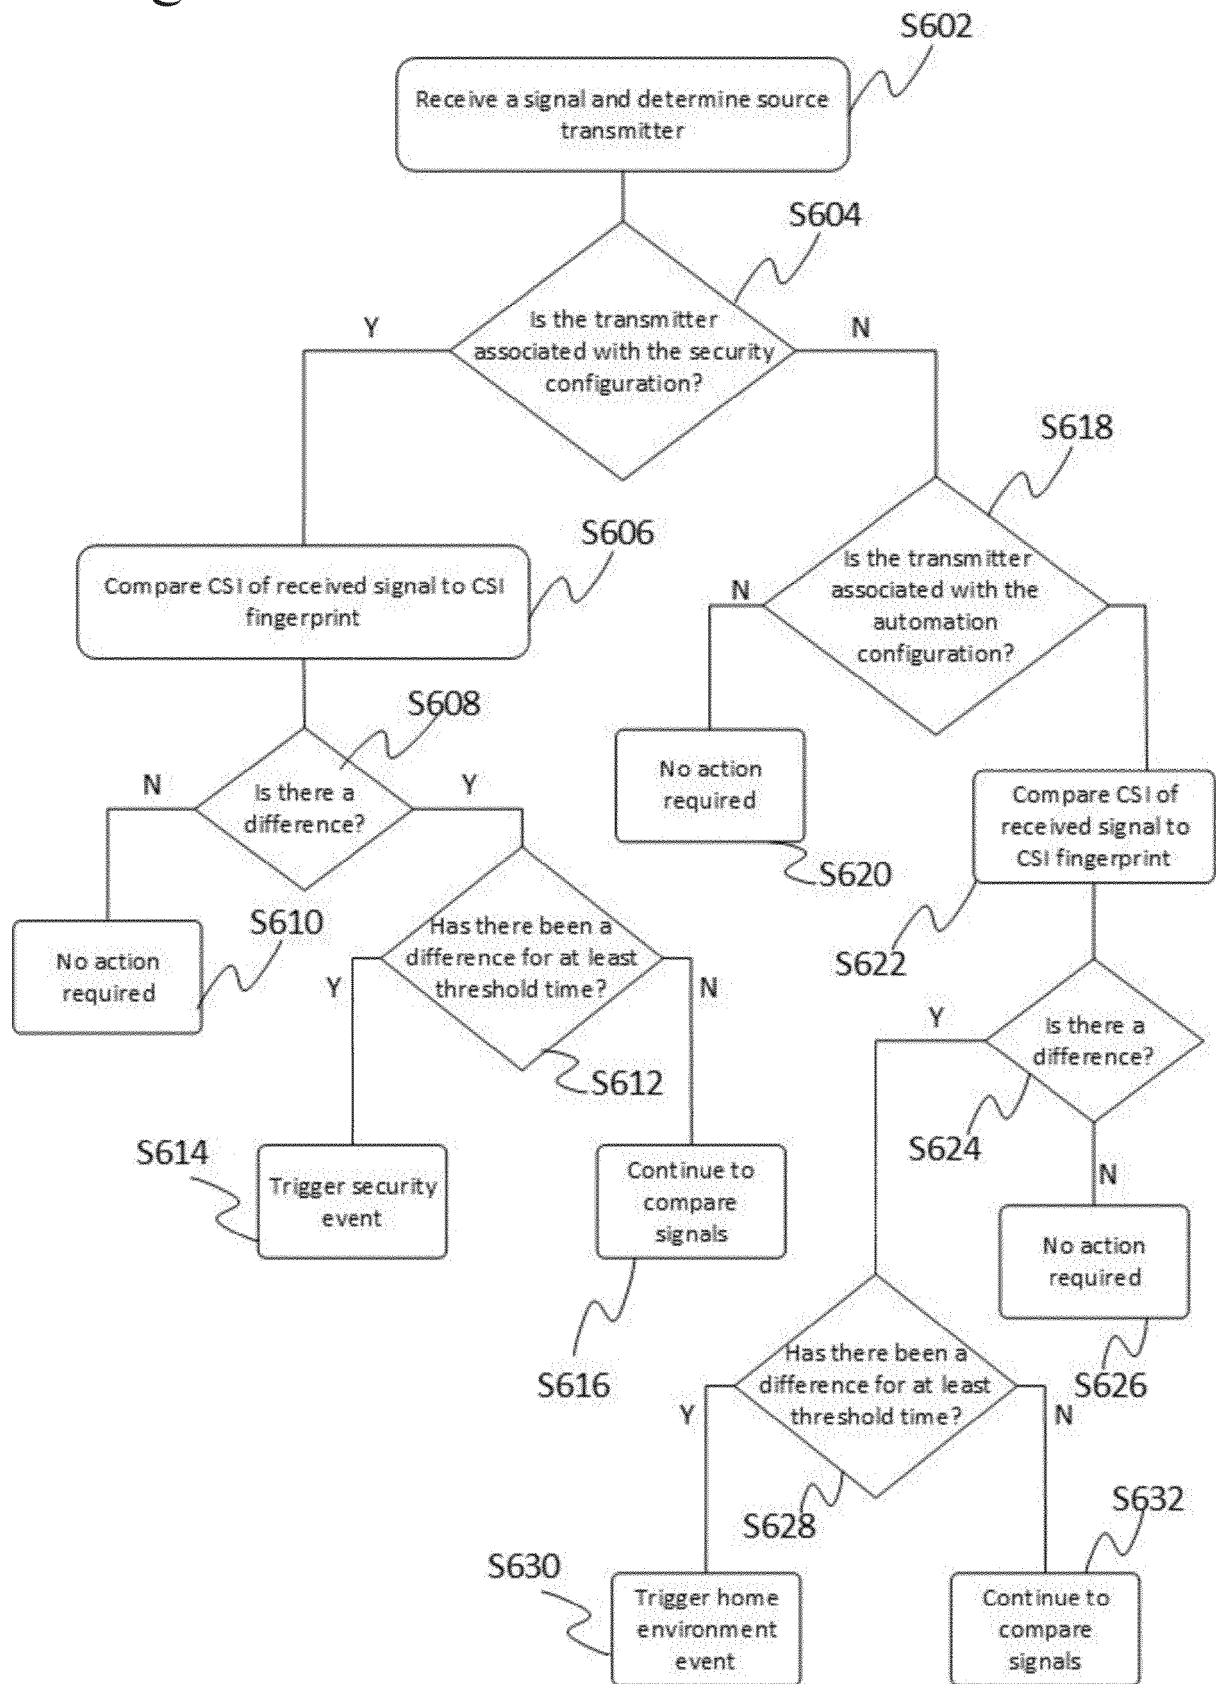 S602
Receive a signal and determine source
transmitter
S604
Is the transmitter
associated with the security
configuration?
Y
N
S618
Is the transmitter
associated with the
automation
configuration?
N
S606
Compare CSI of received signal to CSI
fingerprint
S608
Is there a
difference?
N
Y
No action
required
S620
Compare CSI of
received signal to
CSI fingerprint
S622
S610
No action
required
Has there been a
difference for at least
threshold time?
Y
N
S612
Is there a
difference?
Y
S624
N
S614
Trigger security
event
Continue to
compare
signals
S616
No action
required
S626
Has there been a
difference for at least
threshold time?
Y
N
S628
S632
S630
Trigger home
environment
event
Continue to
compare
signals